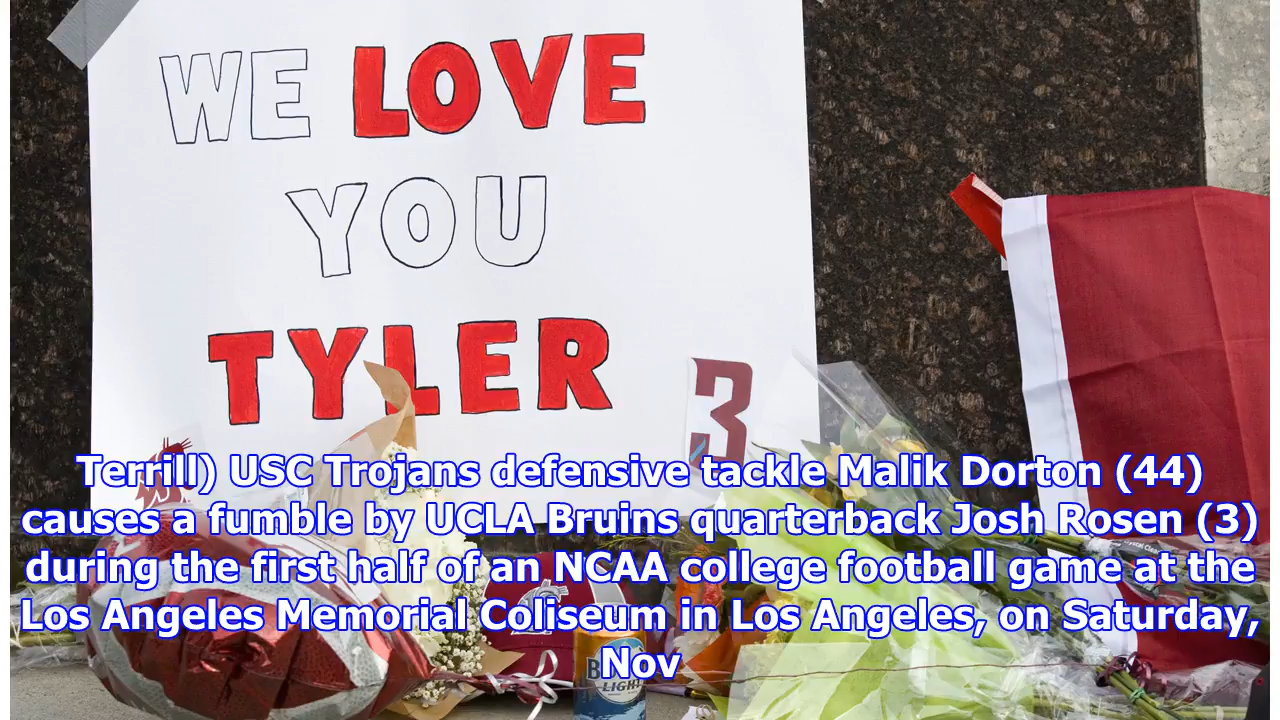 WE LOVE
YOU
TYLER
3
Terrill) USC Trojans defensive tackle Malik Dorton (44)
causes a fumble by UCLA Bruins quarterback Josh Rosen (3)
during the first half of an NCAA college football game at the
Los Angeles Memorial Coliseum in Los Angeles, on Saturday,
Nov
LIGHT